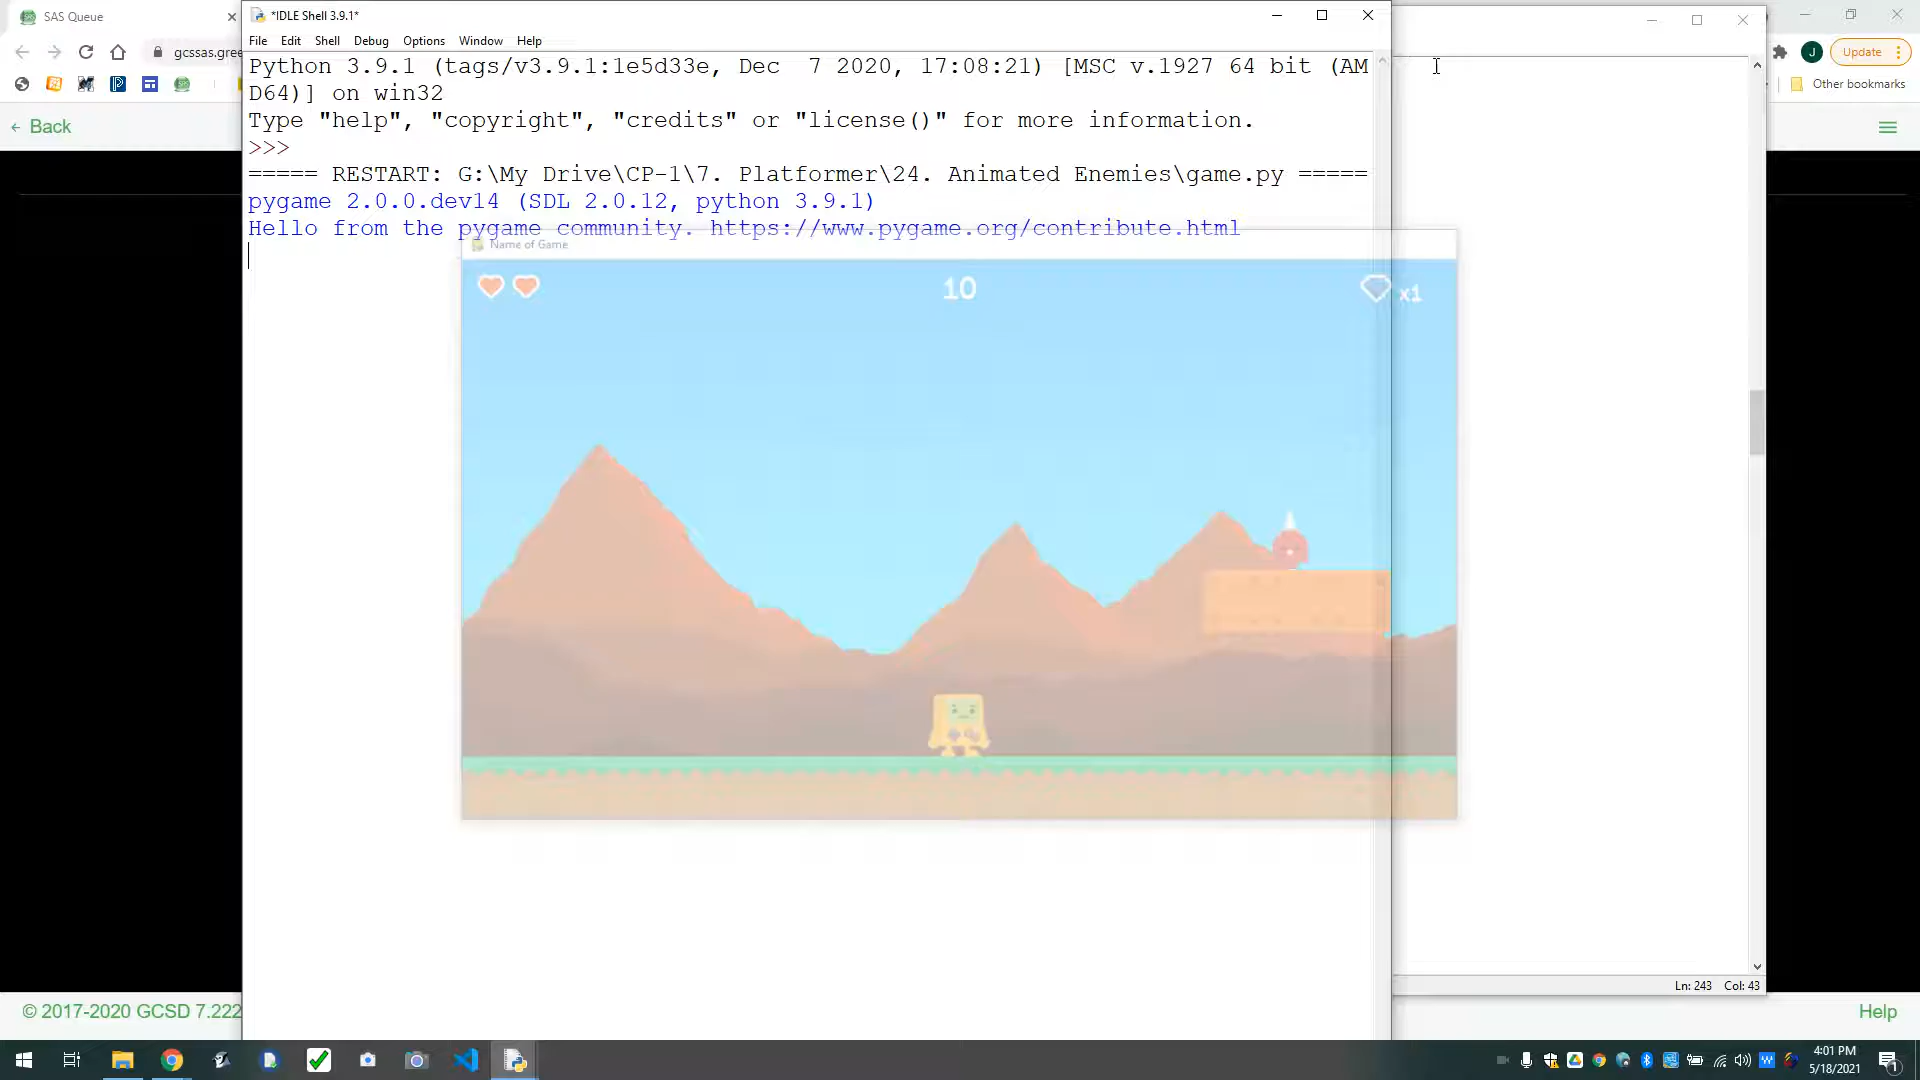 SAS Queue
*IDLE Shell 3.9.1*
File Edit Shell Debug Options Window Help
gcssas.gree
J
Update
Other bookmarks
Back
Python 3.9.1 (tags/v3.9.1:1e5d33e, Dec  7 2020, 17:08:21) [MSC v.1927 64 bit (AM
D64)] on win32
Type "help", "copyright", "credits" or "license()" for more information.
>>>
===== RESTART: G:\My Drive\CP-1\7. Platformer\24. Animated Enemies\game.py =====
pygame 2.0.0.dev14 (SDL 2.0.12, python 3.9.1)
Hello from the pygame community. https://www.pygame.org/contribute.html
Name of Game
10
x1
Ln: 243 Col: 43
© 2017-2020 GCSD 7.222
Help
4:01 PM
5/18/2021